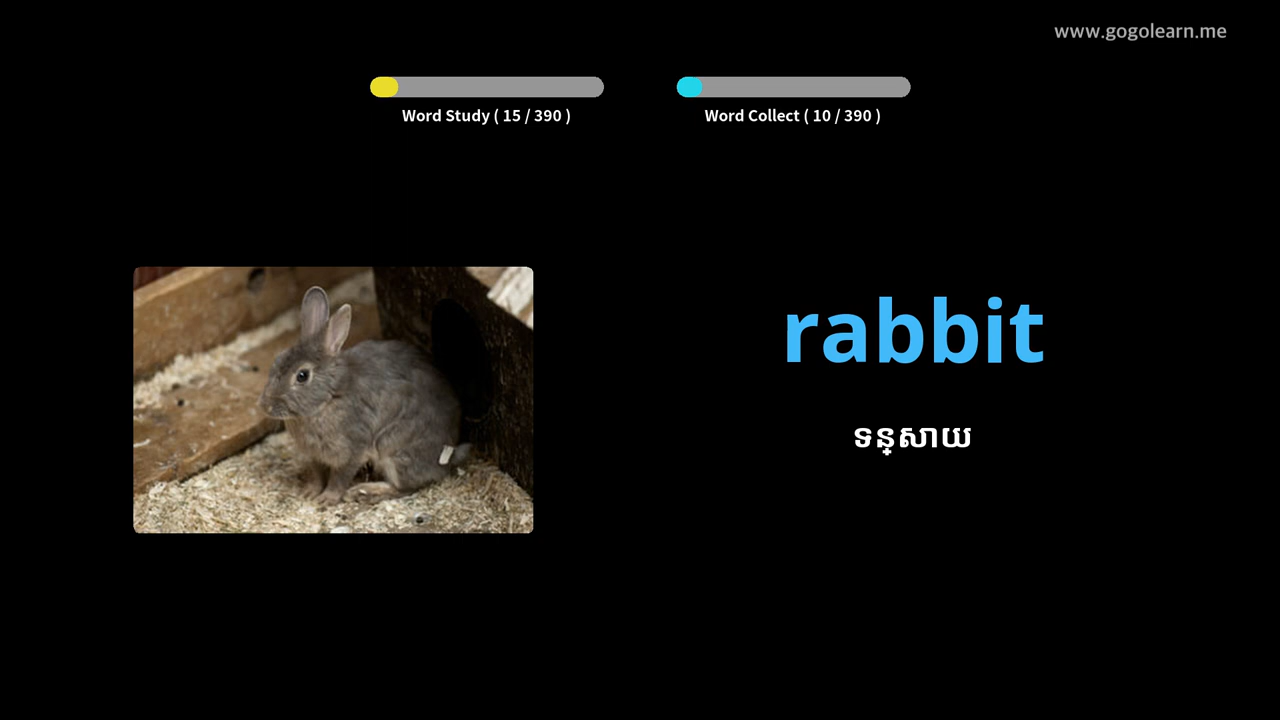 www.gogolearn.me
Word Study ( 15 / 390 )
Word Collect ( 10 / 390 )
rabbit
ទន្សាយ